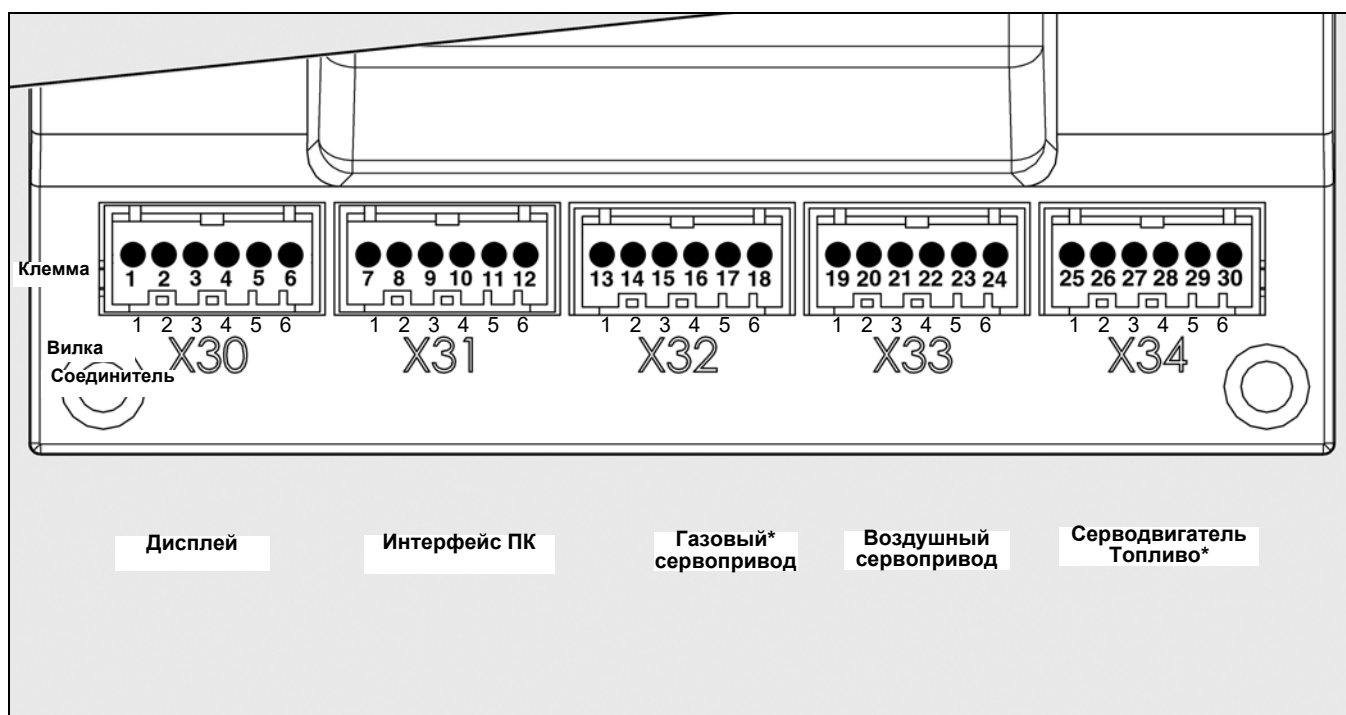 Клемма
1 2 3 4 5 6
7 8 9 10 11 12
13 14 15 16 17 18
19 20 21 22 23 24
25 26 27 28 29 30
1 2 3 4 5 6
1 2 3 4 5 6
1 2 3 4 5 6
1 2 3 4 5 6
1 2 3 4 5 6
Вилка
Соединитель
X30
X31
X32
X33
X34
Дисплей
Интерфейс ПК
Газовый*
сервопривод
Воздушный
сервопривод
Серводвигатель
Топливо*